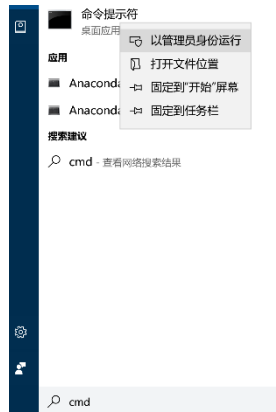 命令提示符
桌面应用
以管理员身份运行
打开文件位置
固定到"开始"屏幕
固定到任务栏
应用
Anaconda
Anaconda
搜索建议
cmd - 查看网络搜索结果
cmd